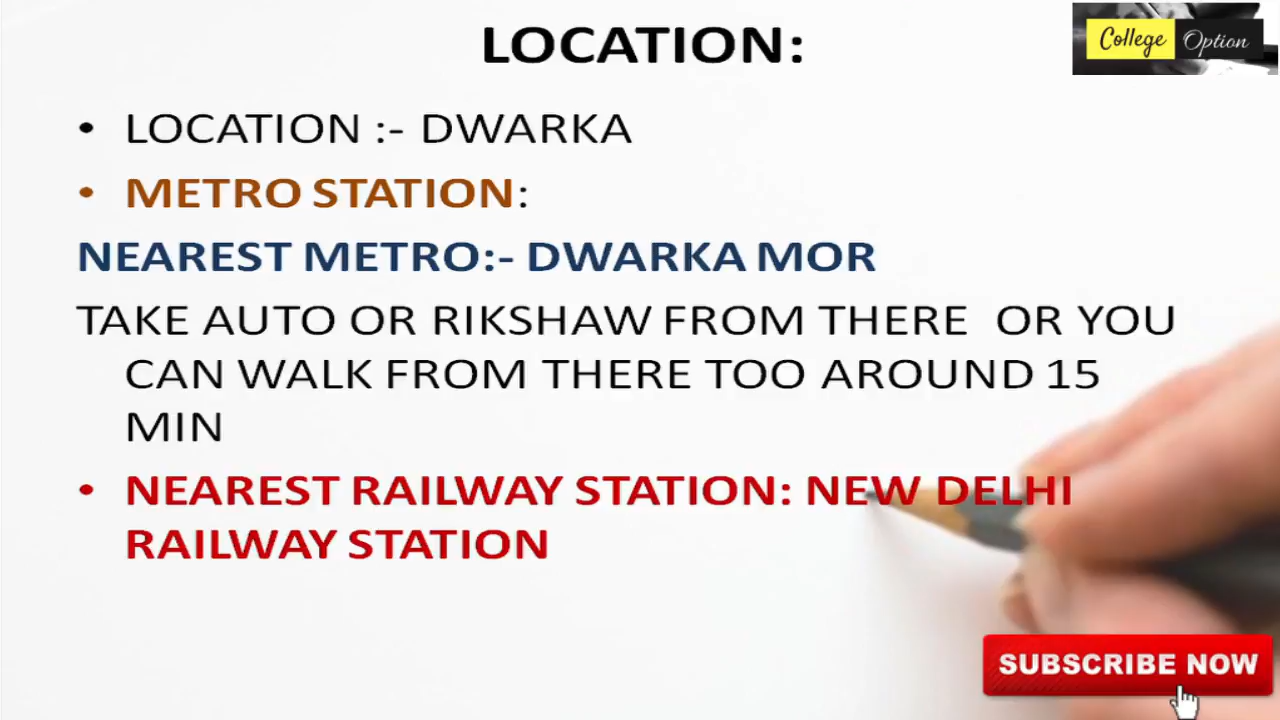 LOCATION:
College Option
• LOCATION :- DWARKA
• METRO STATION:
NEAREST METRO:- DWARKA MOR
TAKE AUTO OR RIKSHAW FROM THERE OR YOU
CAN WALK FROM THERE TOO AROUND 15
MIN
• NEAREST RAILWAY STATION: NEW DELHI
RAILWAY STATION
SUBSCRIBE NOW